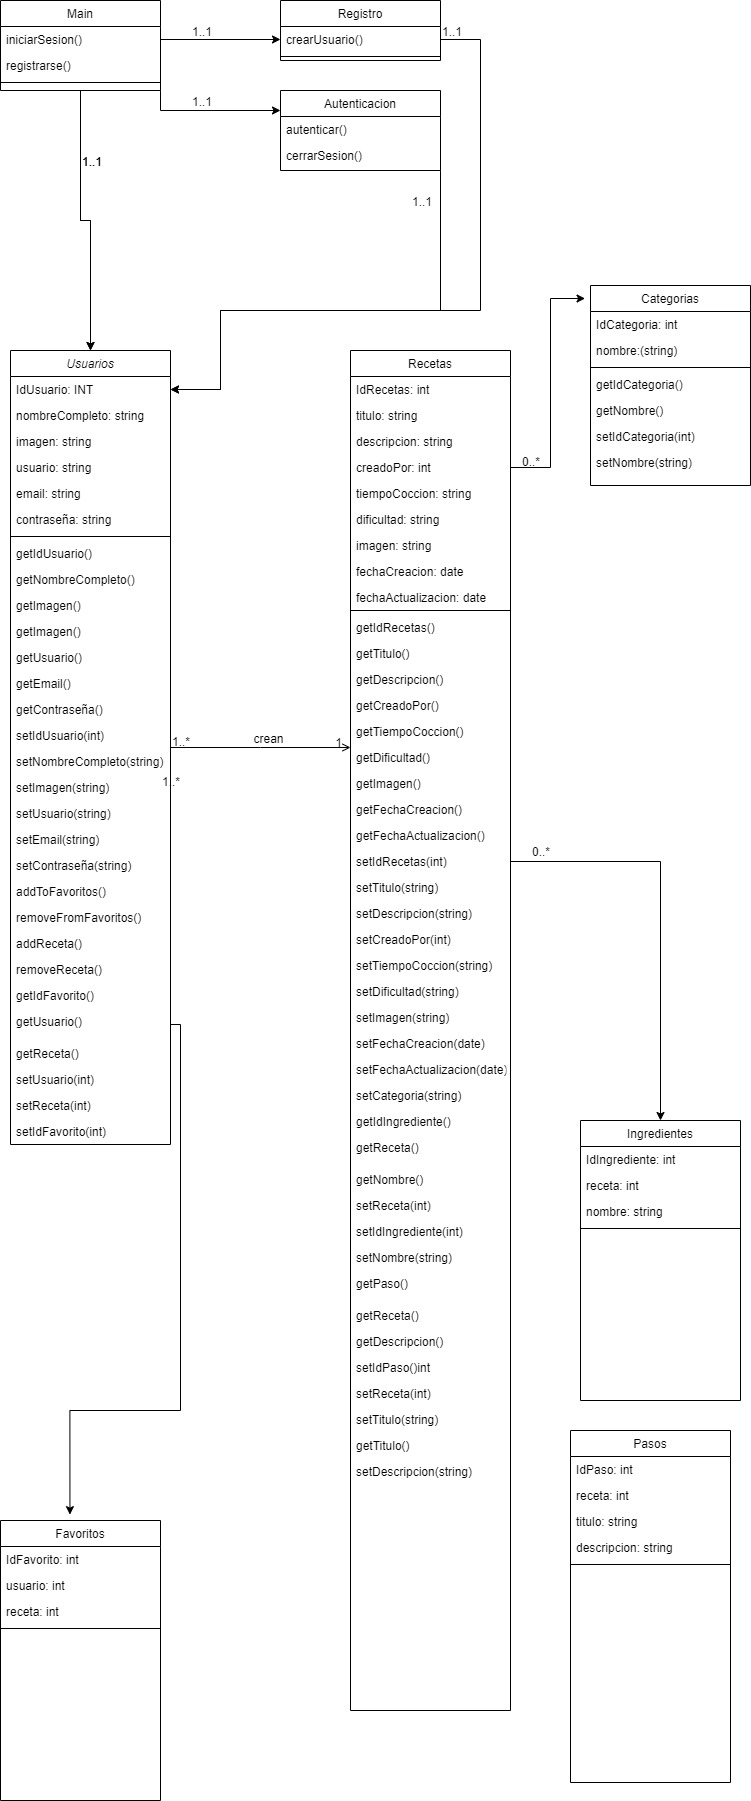 Main
iniciarSesion()
registrarse()
1..1
Registro
crearUsuario()
1..1
1..1
Autenticacion
autenticar()
cerrarSesion()
1..1
1..1
Usuarios
IdUsuario: INT
nombreCompleto: string
imagen: string
usuario: string
email: string
contraseña: string
getIdUsuario()
getNombreCompleto()
getImagen()
getImagen()
getUsuario()
getEmail()
getContraseña()
setIdUsuario(int)
setNombreCompleto(string)
setImagen(string)
setUsuario(string)
setEmail(string)
setContraseña(string)
addToFavoritos()
removeFromFavoritos()
addReceta()
removeReceta()
getIdFavorito()
getUsuario()
getReceta()
setUsuario(int)
setReceta(int)
setIdFavorito(int)
1..*
crean
1
1..*
Recetas
IdRecetas: int
titulo: string
descripcion: string
creadoPor: int
tiempoCoccion: string
dificultad: string
imagen: string
fechaCreacion: date
fechaActualizacion: date
getIdRecetas()
getTitulo()
getDescripcion()
getCreadoPor()
getTiempoCoccion()
getDificultad()
getImagen()
getFechaCreacion()
getFechaActualizacion()
setIdRecetas(int)
setTitulo(string)
setDescripcion(string)
setCreadoPor(int)
setTiempoCoccion(string)
setDificultad(string)
setImagen(string)
setFechaCreacion(date)
setFechaActualizacion(date)
setCategoria(string)
getIdIngrediente()
getReceta()
getNombre()
setReceta(int)
setIdIngrediente(int)
setNombre(string)
getPaso()
getReceta()
getDescripcion()
setIdPaso()int
setReceta(int)
setTitulo(string)
getTitulo()
setDescripcion(string)
0..*
Categorias
IdCategoria: int
nombre:(string)
getIdCategoria()
getNombre()
setIdCategoria(int)
setNombre(string)
0..*
Ingredientes
IdIngrediente: int
receta: int
nombre: string
Pasos
IdPaso: int
receta: int
titulo: string
descripcion: string
Favoritos
IdFavorito: int
usuario: int
receta: int